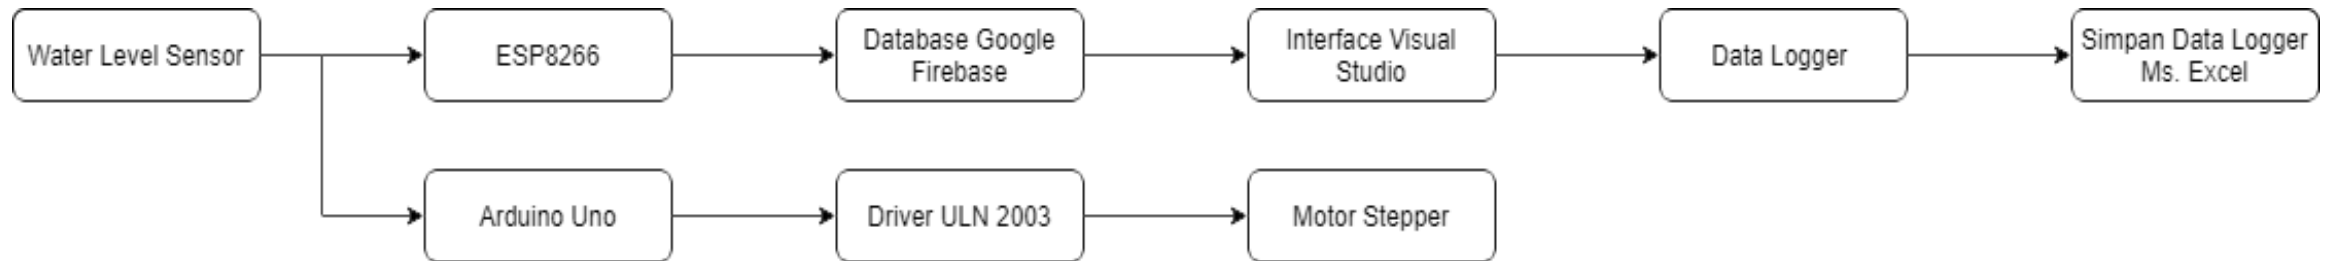 Water Level Sensor
ESP8266
Database Google
Firebase
Interface Visual
Studio
Data Logger
Simpan Data Logger
Ms. Excel
Arduino Uno
Driver ULN 2003
Motor Stepper